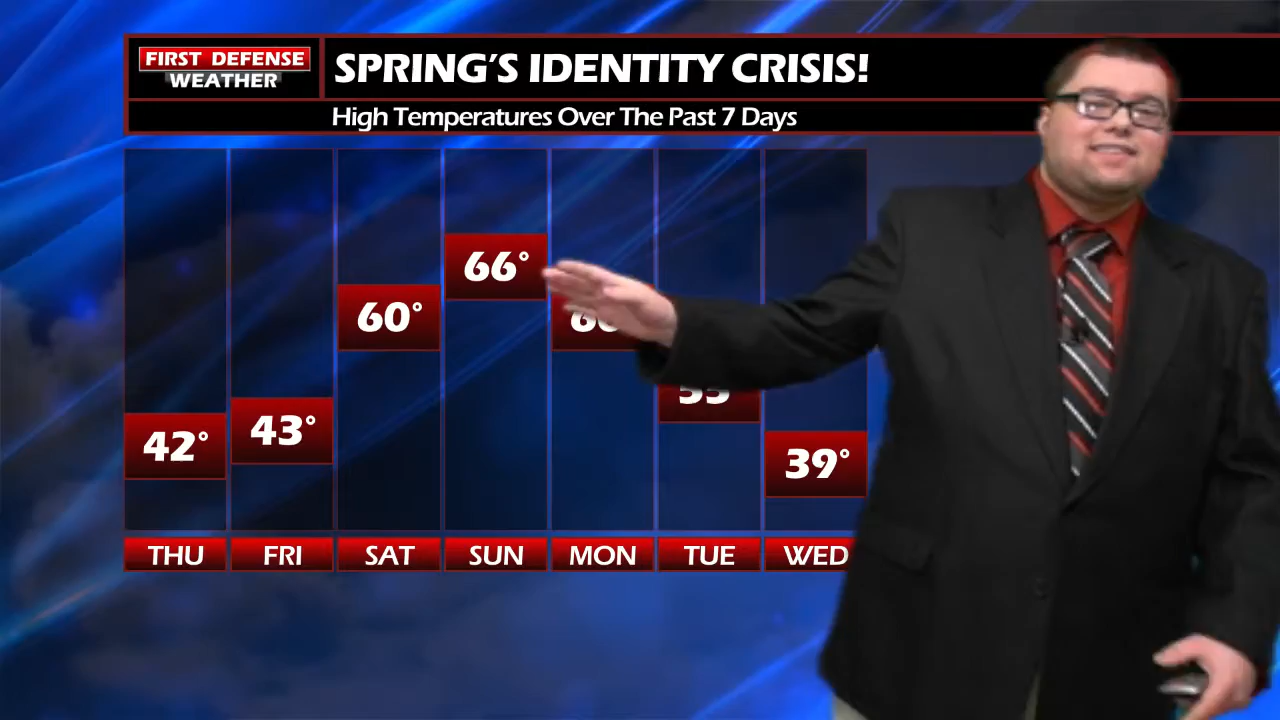 FIRST DEFENSE
WEATHER
SPRING'S IDENTITY CRISIS!
High Temperatures Over The Past 7 Days
66°
60°
43°
42°
39°
THU FRI SAT SUN MON TUE WED